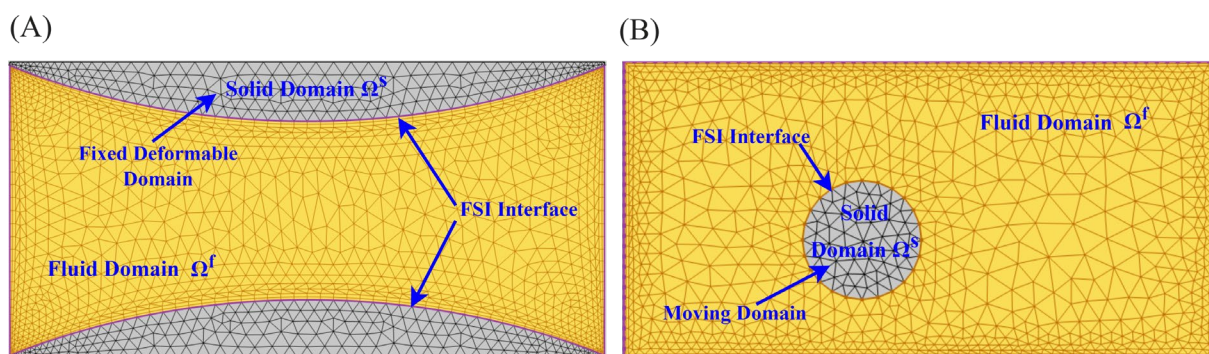 (A)
Solid Domain Ωˢ
Fixed Deformable
Domain
FSI Interface
Fluid Domain Ωᶠ
(B)
Fluid Domain Ωᶠ
FSI Interface
Solid
Domain Ωˢ
Moving Domain